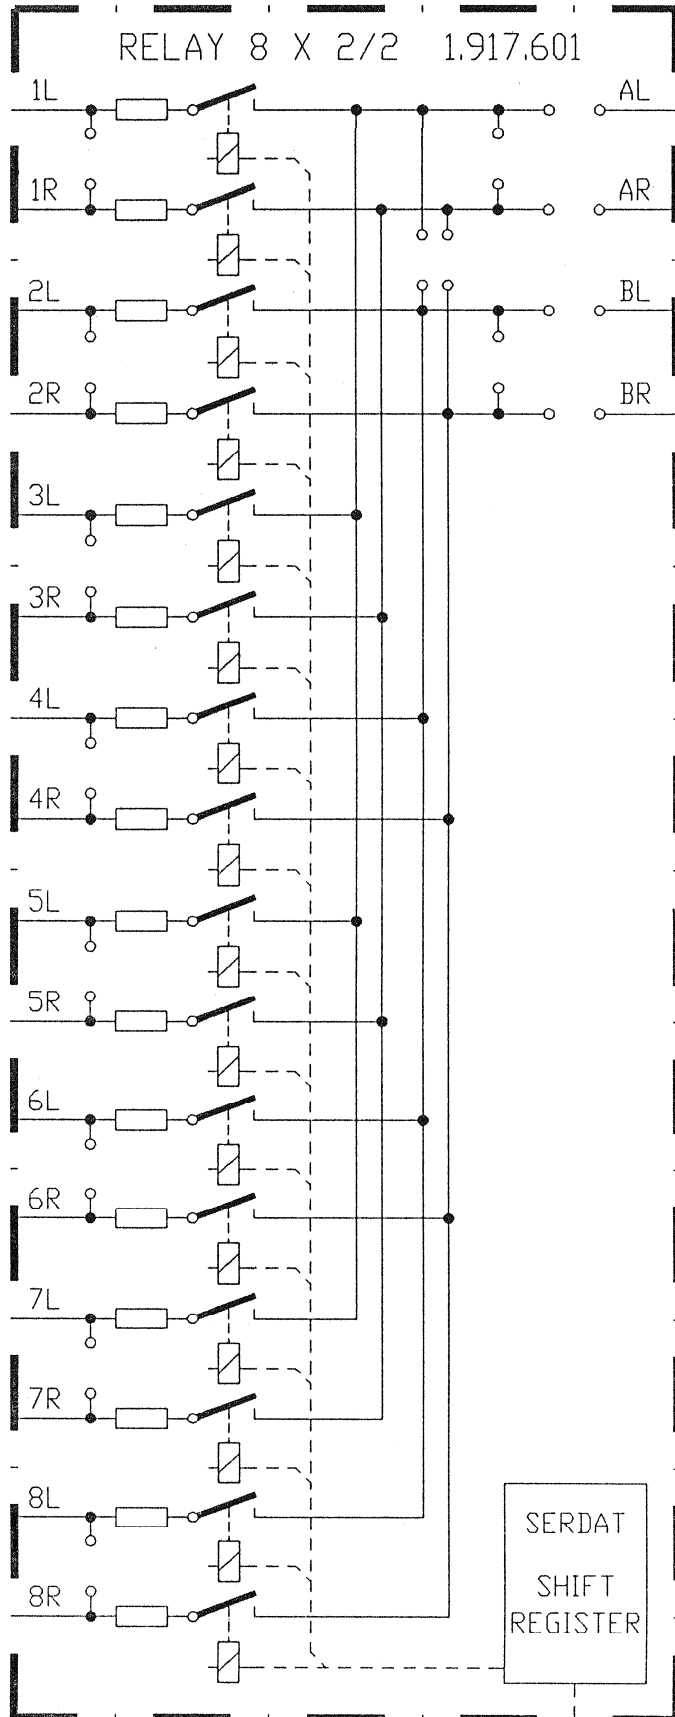 RELAY 8 X 2/2 1.917.601
1L AL
1R AR
2L BL
2R BR
3L
3R
4L
4R
5L
5R
6L
6R
7L
7R
8L
8R
SERDAT
SHIFT
REGISTER